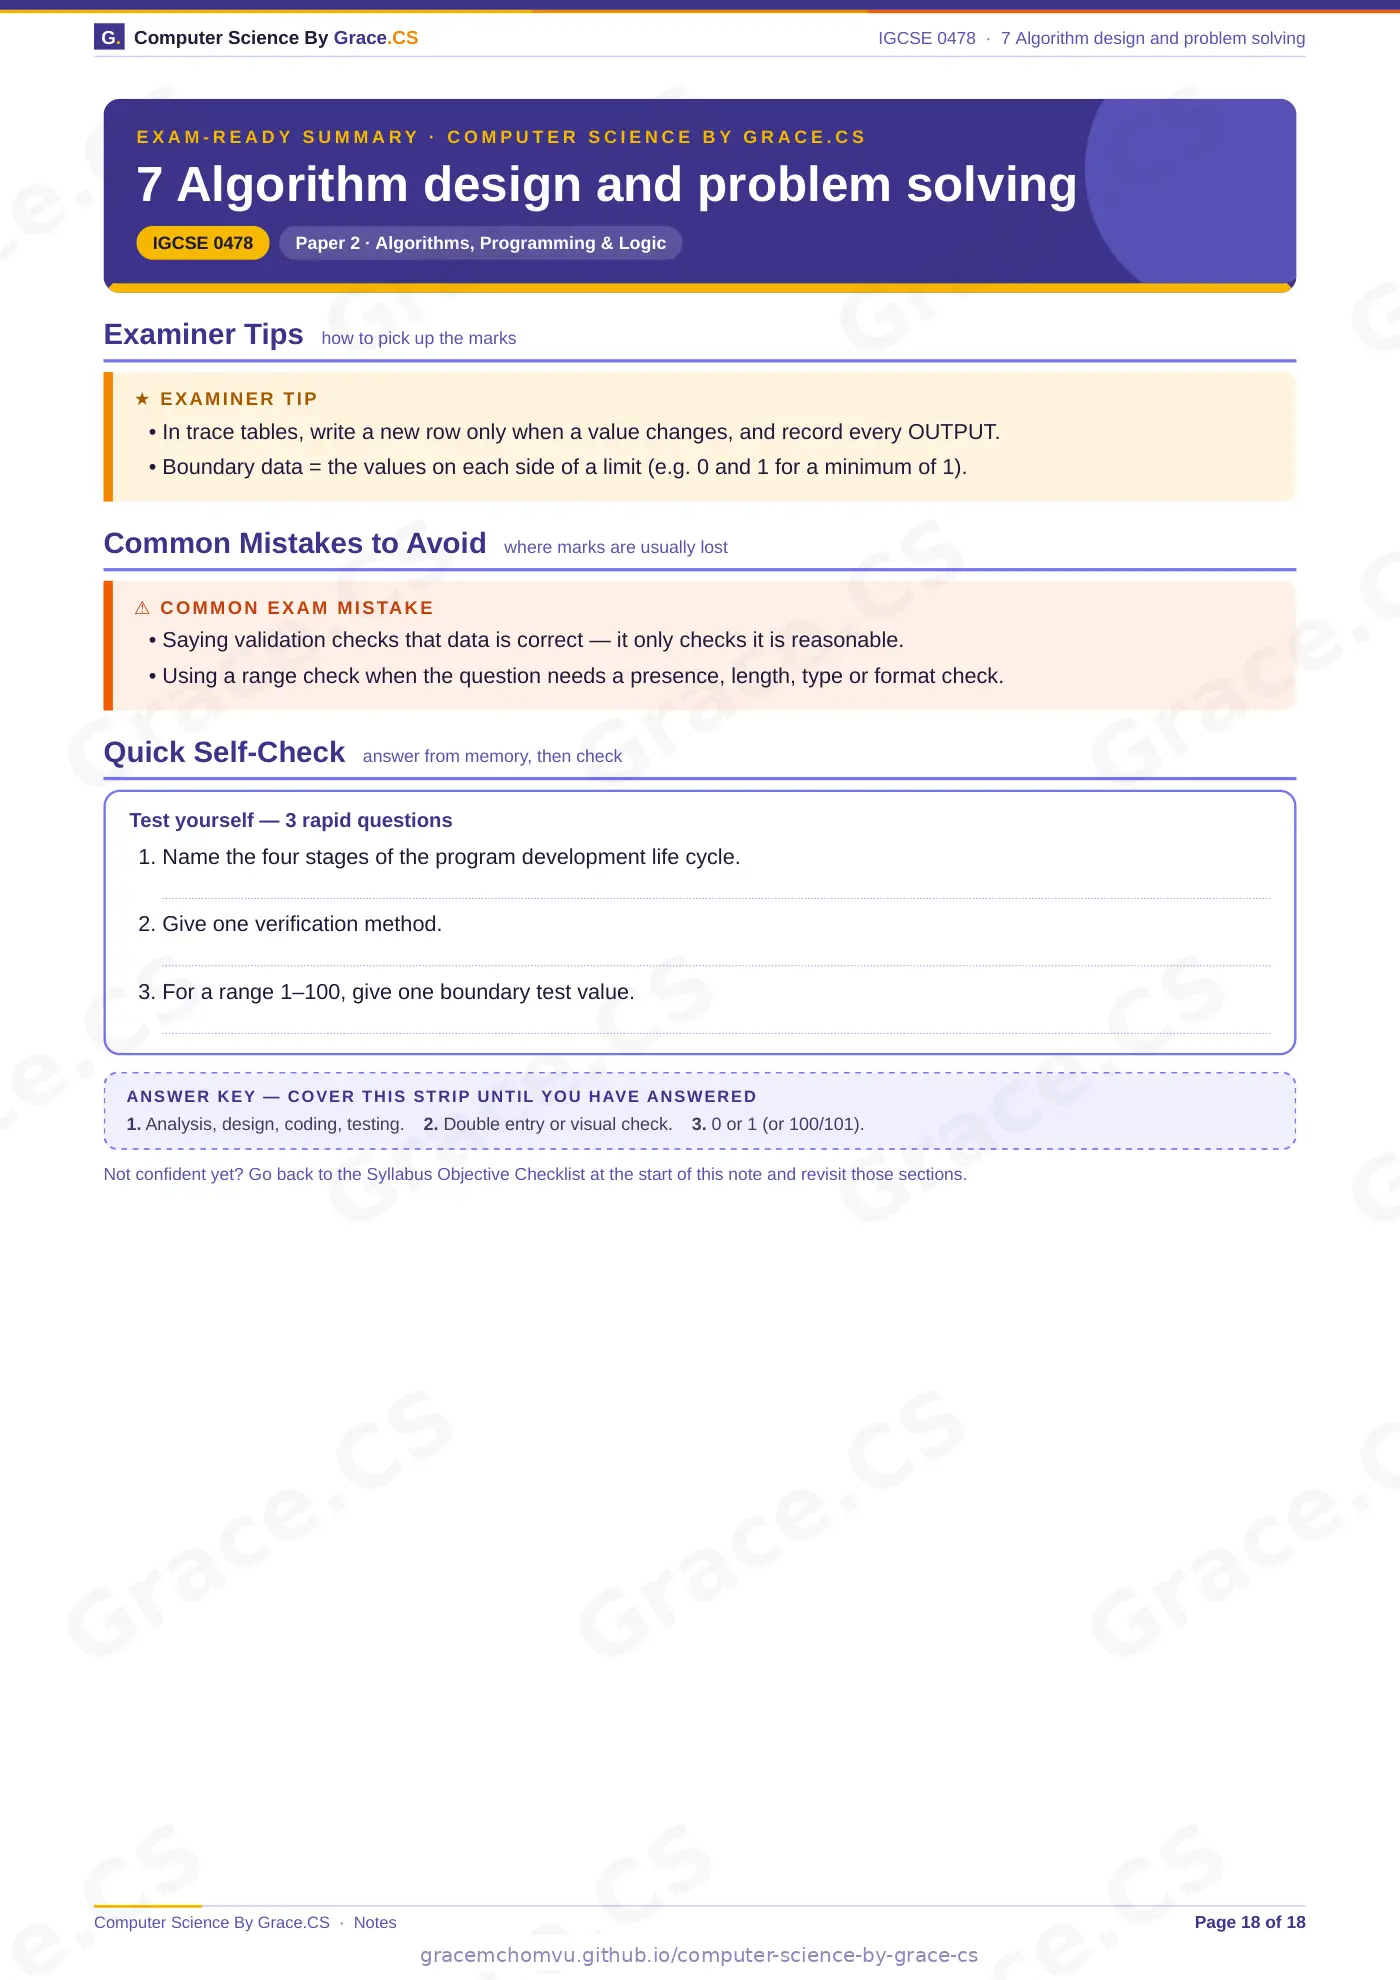 G. Computer Science By Grace.CS
IGCSE 0478 · 7 Algorithm design and problem solving
EXAM-READY SUMMARY · COMPUTER SCIENCE BY GRACE.CS
7 Algorithm design and problem solving
IGCSE 0478
Paper 2 · Algorithms, Programming & Logic
Examiner Tips how to pick up the marks
★ EXAMINER TIP
• In trace tables, write a new row only when a value changes, and record every OUTPUT.
• Boundary data = the values on each side of a limit (e.g. 0 and 1 for a minimum of 1).
Common Mistakes to Avoid where marks are usually lost
⚠ COMMON EXAM MISTAKE
• Saying validation checks that data is correct — it only checks it is reasonable.
• Using a range check when the question needs a presence, length, type or format check.
Quick Self-Check answer from memory, then check
Test yourself — 3 rapid questions
1. Name the four stages of the program development life cycle.
2. Give one verification method.
3. For a range 1–100, give one boundary test value.
ANSWER KEY — COVER THIS STRIP UNTIL YOU HAVE ANSWERED
1. Analysis, design, coding, testing. 2. Double entry or visual check. 3. 0 or 1 (or 100/101).
Not confident yet? Go back to the Syllabus Objective Checklist at the start of this note and revisit those sections.
Computer Science By Grace.CS · Notes
Page 18 of 18
gracemchomvu.github.io/computer-science-by-grace-cs